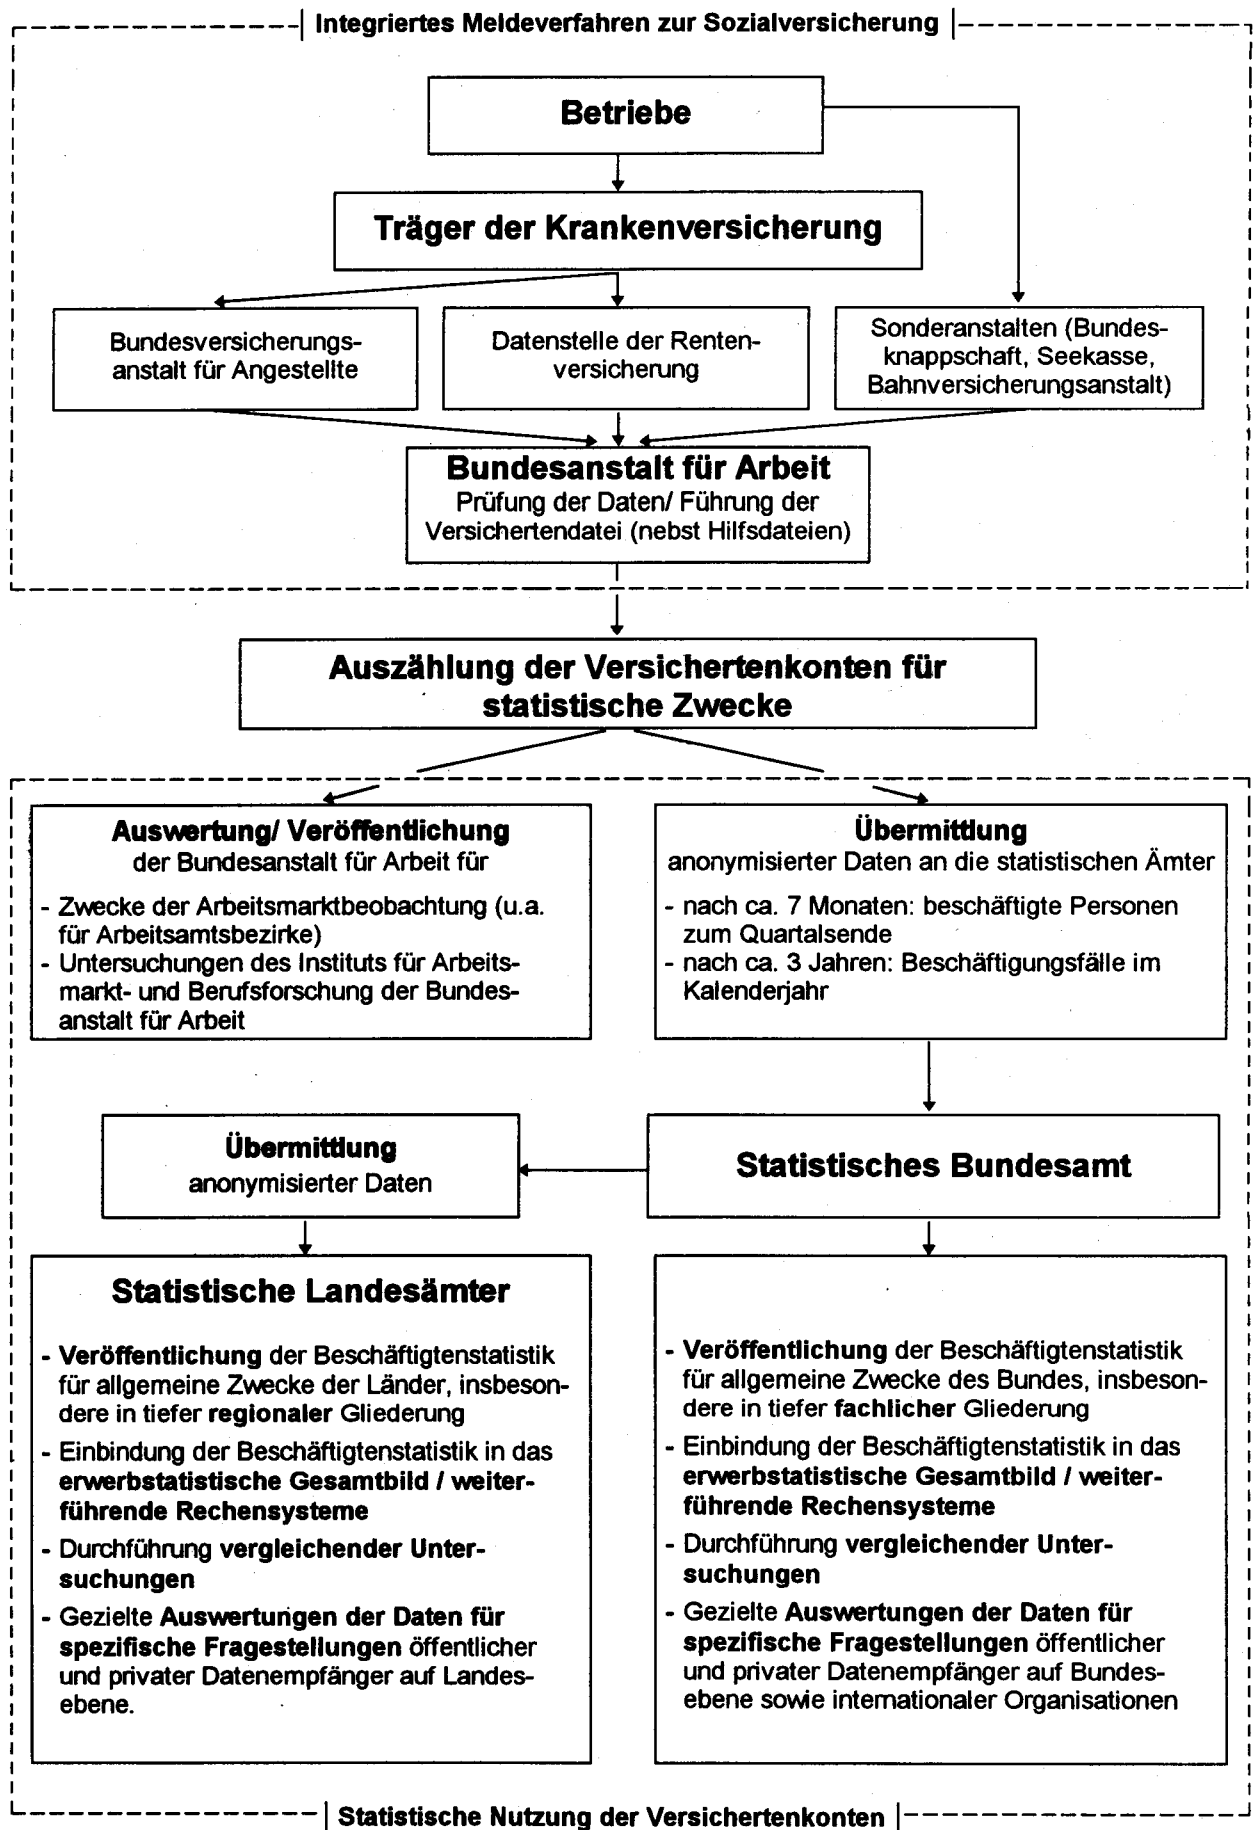 Integriertes Meldeverfahren zur Sozialversicherung
Betriebe
Träger der Krankenversicherung
Bundesversicherungs-
anstalt für Angestellte
Datenstelle der Renten-
versicherung
Sonderanstalten (Bundes-
knappschaft, Seekasse,
Bahnversicherungsanstalt)
Bundesanstalt für Arbeit
Prüfung der Daten/ Führung der
Versichertendatei (nebst Hilfsdateien)
Auszählung der Versichertenkonten für
statistische Zwecke
Auswertung/ Veröffentlichung
der Bundesanstalt für Arbeit für
- Zwecke der Arbeitsmarktbeobachtung (u.a.
für Arbeitsamtsbezirke)
- Untersuchungen des Instituts für Arbeits-
markt- und Berufsforschung der Bundes-
anstalt für Arbeit
Übermittlung
anonymisierter Daten an die statistischen Ämter
- nach ca. 7 Monaten: beschäftigte Personen
zum Quartalsende
- nach ca. 3 Jahren: Beschäftigungsfälle im
Kalenderjahr
Übermittlung
anonymisierter Daten
Statistisches Bundesamt
Statistische Landesämter
- Veröffentlichung der Beschäftigtenstatistik
für allgemeine Zwecke der Länder, insbeson-
dere in tiefer regionaler Gliederung
- Einbindung der Beschäftigtenstatistik in das
erwerbstatistische Gesamtbild / weiter-
führende Rechensysteme
- Durchführung vergleichender Unter-
suchungen
- Gezielte Auswertungen der Daten für
spezifische Fragestellungen öffentlicher
und privater Datenempfänger auf Landes-
ebene.
- Veröffentlichung der Beschäftigtenstatistik
für allgemeine Zwecke des Bundes, insbeson-
dere in tiefer fachlicher Gliederung
- Einbindung der Beschäftigtenstatistik in das
erwerbstatistische Gesamtbild / weiter-
führende Rechensysteme
- Durchführung vergleichender Unter-
suchungen
- Gezielte Auswertungen der Daten für
spezifische Fragestellungen öffentlicher
und privater Datenempfänger auf Bundes-
ebene sowie internationaler Organisationen
Statistische Nutzung der Versichertenkonten